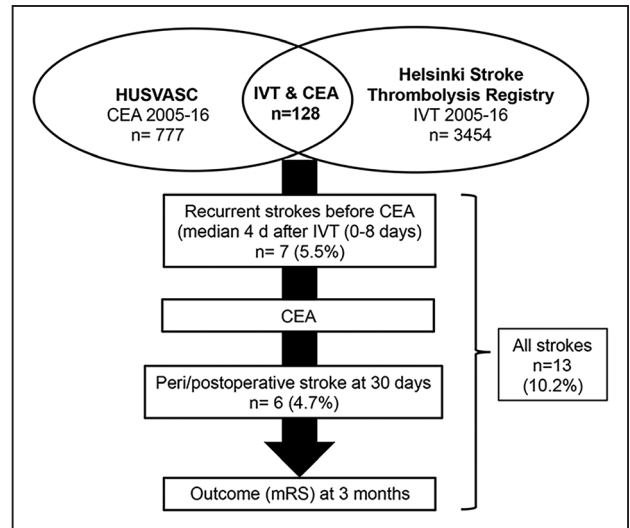 HUSVASC
CEA 2005-16
n= 777
IVT & CEA
n=128
Helsinki Stroke
Thrombolysis Registry
IVT 2005-16
n= 3454
Recurrent strokes before CEA
(median 4 d after IVT (0-8 days)
n= 7 (5.5%)
CEA
Peri/postoperative stroke at 30 days
n= 6 (4.7%)
All strokes
n=13
(10.2%)
Outcome (mRS) at 3 months